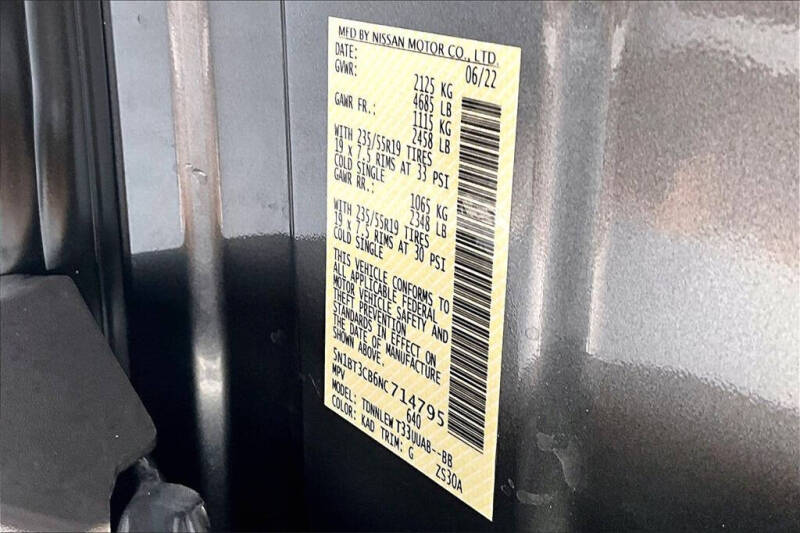 MFD BY NISSAN MOTOR CO., LTD.
DATE: 06/22
GVWR: 2125 KG
4685 LB
GAWR FR.: 1115 KG
2458 LB
WITH 235/55R19 TIRES
19 X 7.5 RIMS AT 33 PSI
COLD SINGLE
GAWR RR.: 1065 KG
2348 LB
WITH 235/55R19 TIRES
19 X 7.5 RIMS AT 30 PSI
COLD SINGLE
THIS VEHICLE CONFORMS TO
ALL APPLICABLE FEDERAL
MOTOR VEHICLE SAFETY AND
THEFT PREVENTION
STANDARDS IN EFFECT ON
THE DATE OF MANUFACTURE
SHOWN ABOVE.
5N1BT3CB6NC714795
MPV 640
MODEL: TDNNLEWT33UUAB--BB
COLOR: KAD TRIM: G ZS30A